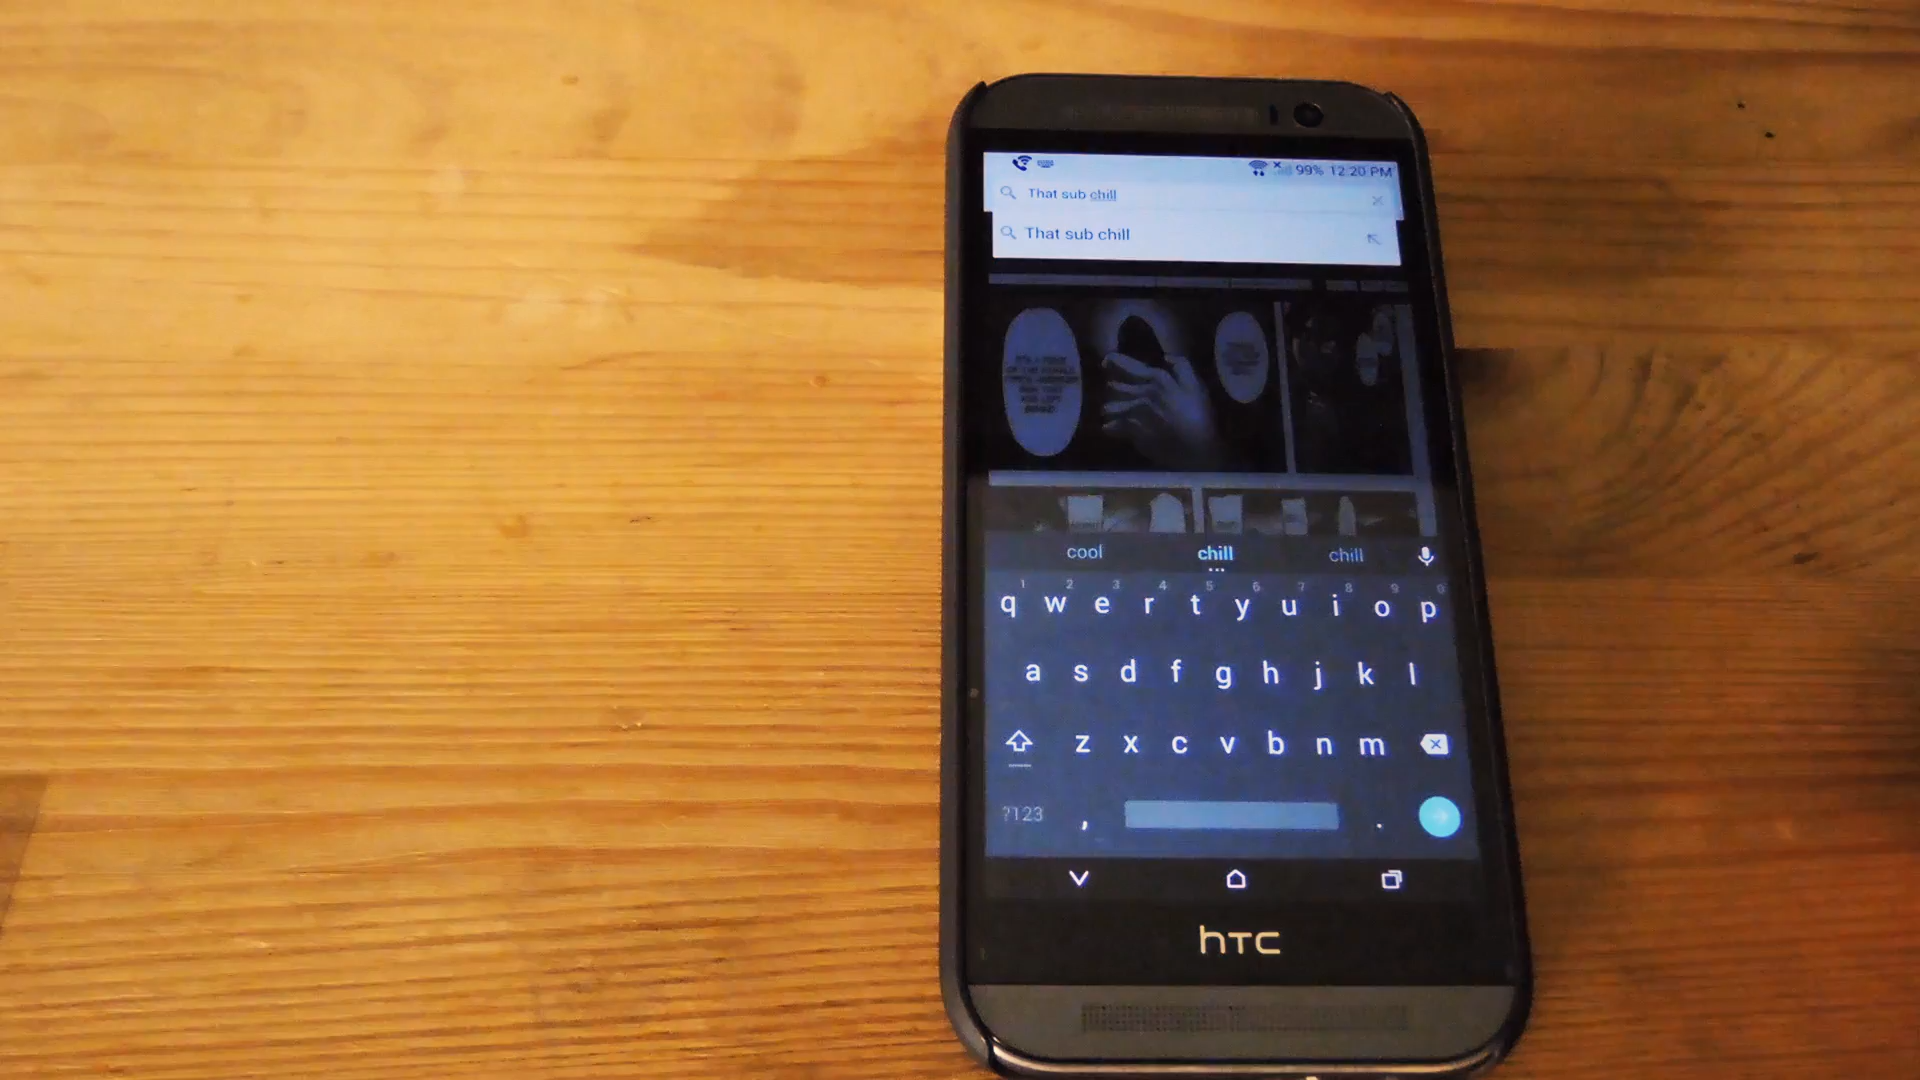 99% 12:20 PM
That sub chill
That sub chill
cool chill chill
1 2 3 4 5 6 7 8 9 0
q w e r t y u i o p
a s d f g h j k l
z x c v b n m
?123 , .
hTC